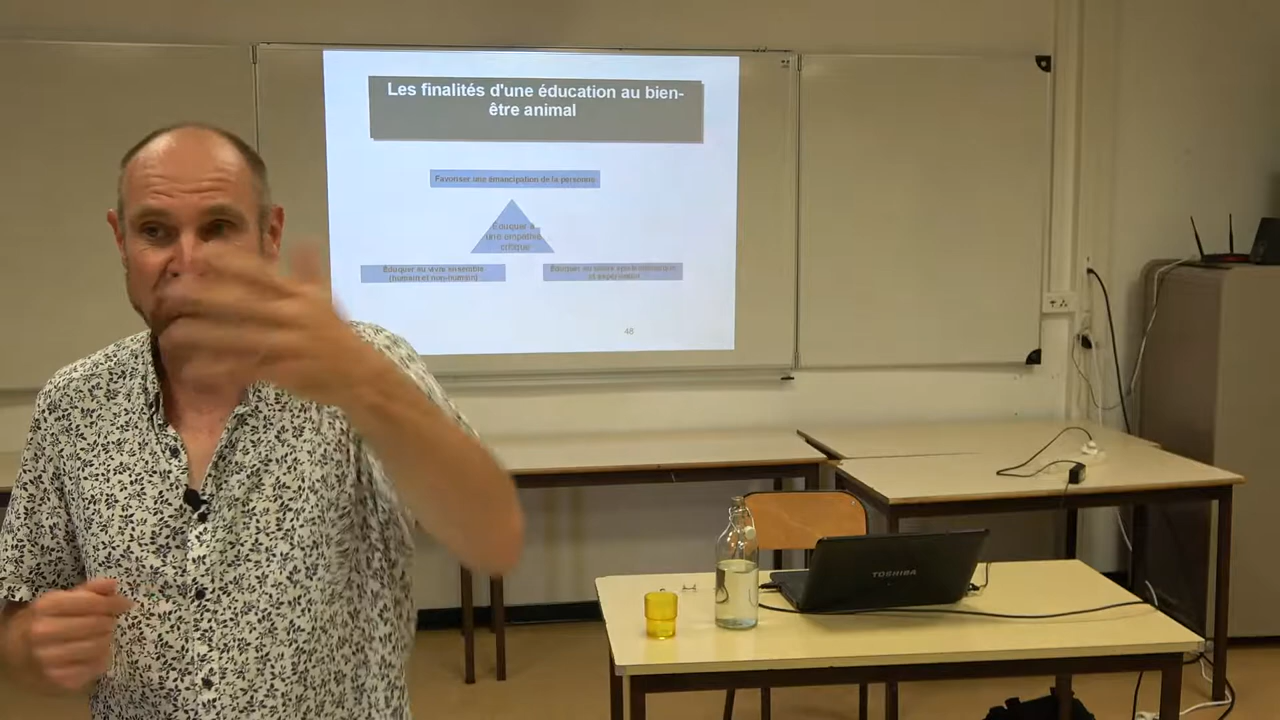 Les finalités d'une éducation au bien-
être animal
Favoriser une émancipation de la personne
Eduquer à
une empathie
critique
Éduquer au vivre ensemble
(humain et non-humain)
48
TOSHIBA